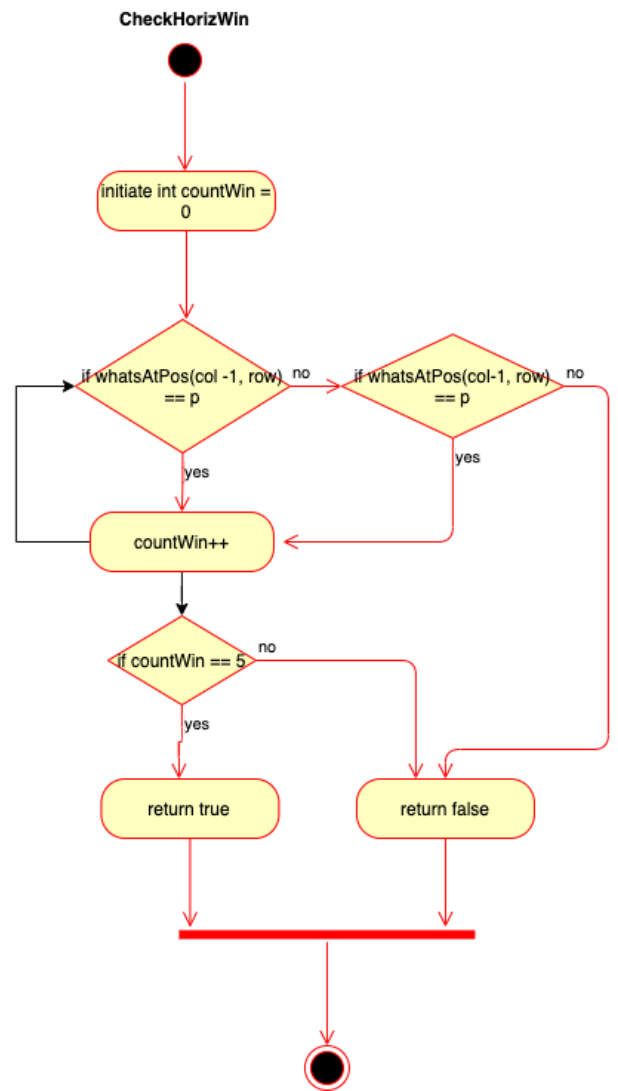 CheckHorizWin
initiate int countWin =
0
if whatsAtPos(col -1, row)
== p
no
if whatsAtPos(col-1, row)
== p
no
yes
yes
countWin++
if countWin == 5
no
yes
return true
return false